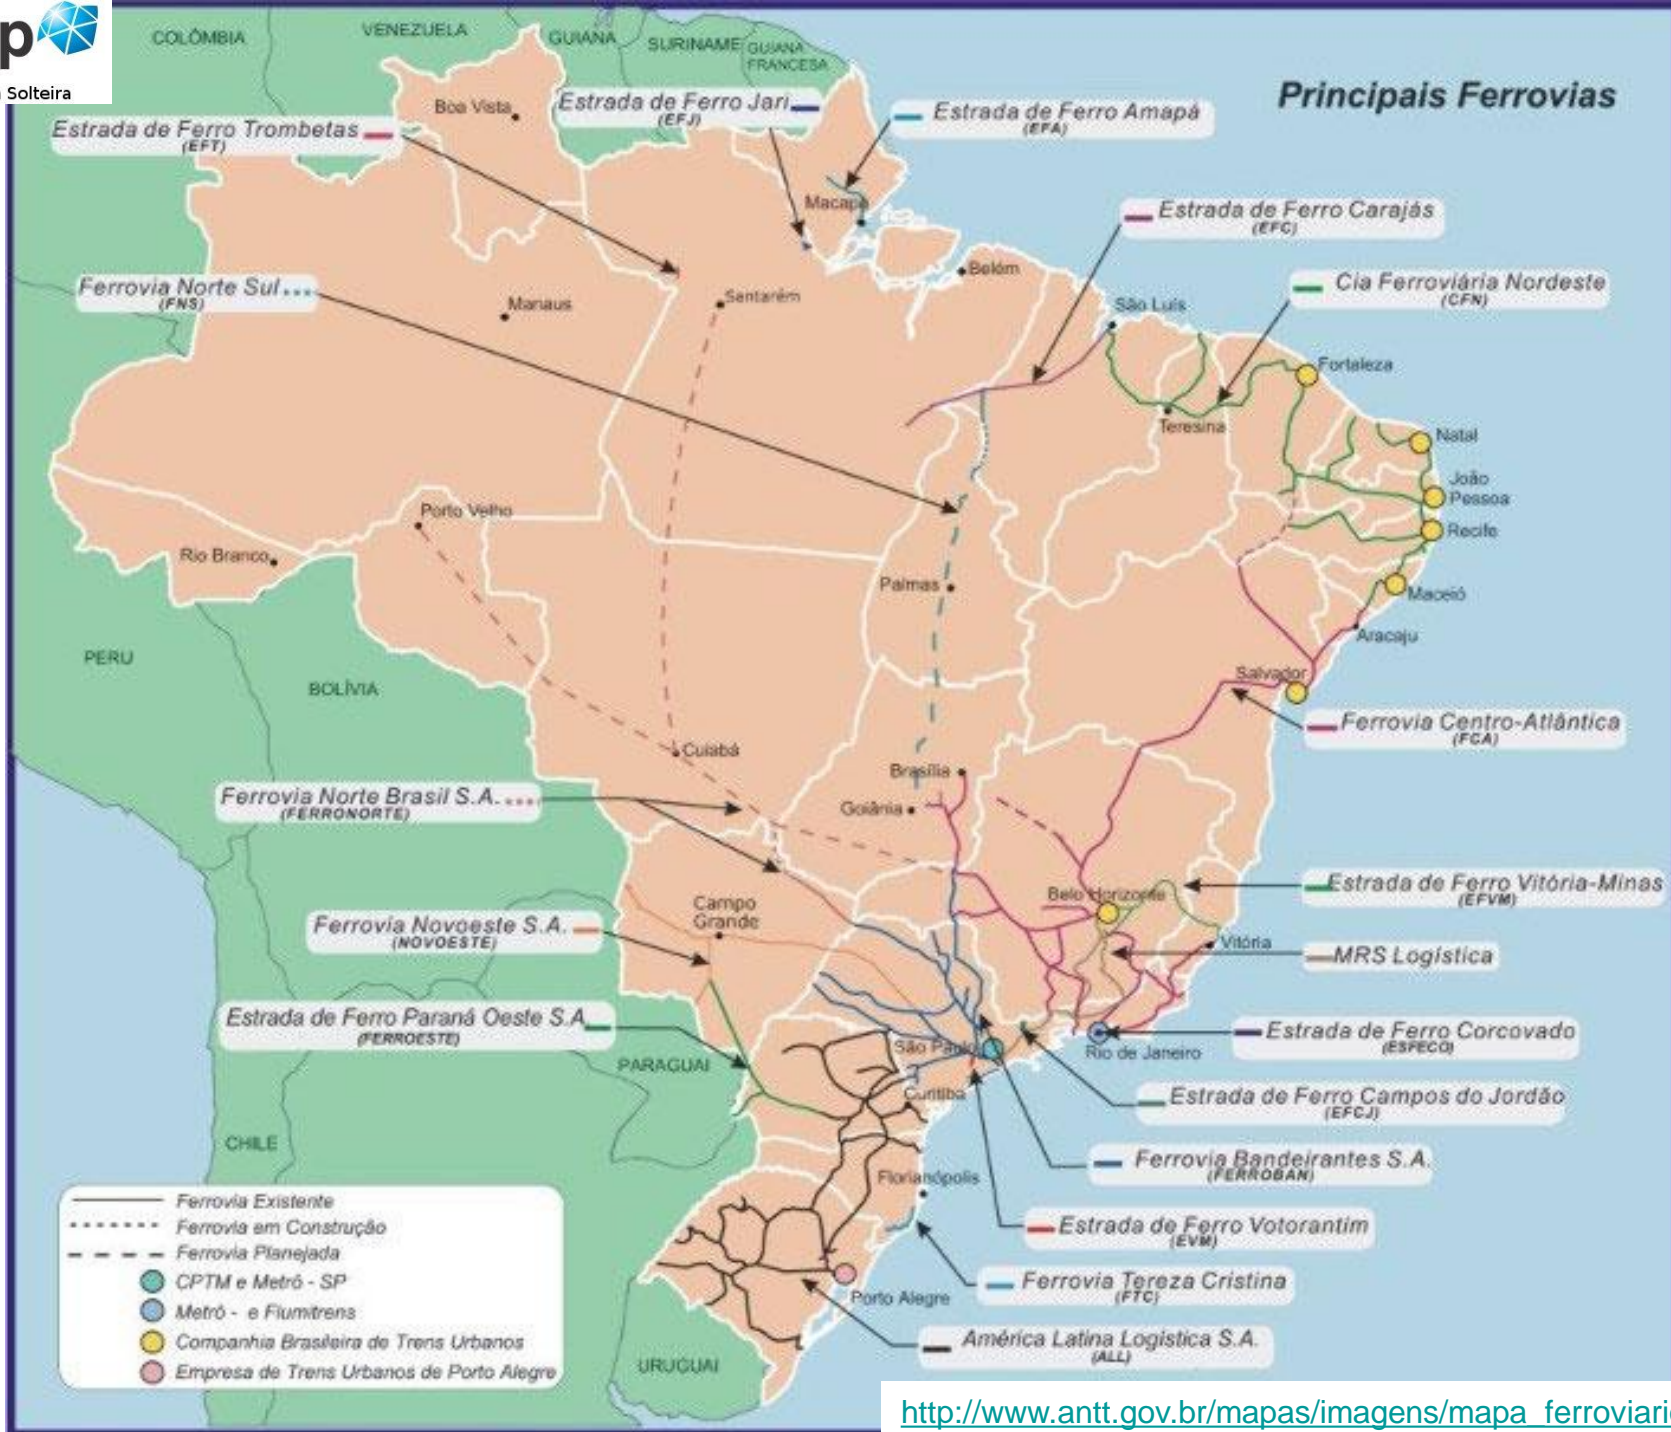 p
Solteira
Principais Ferrovias
COLÔMBIA
VENEZUELA
GUIANA
SURINAME
GUIANA
FRANCESA
Boa Vista
Estrada de Ferro Jari
(EFJ)
Estrada de Ferro Amapá
(EFA)
Estrada de Ferro Trombetas
(EFT)
Macapá
Estrada de Ferro Carajás
(EFC)
Belém
Ferrovia Norte Sul
(FNS)
Manaus
Santarém
São Luís
Cia Ferroviária Nordeste
(CFN)
Fortaleza
Teresina
Natal
João
Pessoa
Recife
Porto Velho
Rio Branco
Palmas
Maceió
Aracaju
PERU
BOLÍVIA
Salvador
Ferrovia Centro-Atlântica
(FCA)
Cuiabá
Brasília
Goiânia
Ferrovia Norte Brasil S.A.
(FERRONORTE)
Belo Horizonte
Estrada de Ferro Vitória-Minas
(EFVM)
Campo
Grande
Ferrovia Novoeste S.A.
(NOVOESTE)
Vitória
MRS Logística
Estrada de Ferro Paraná Oeste S.A.
(FERROESTE)
São Paulo
Rio de Janeiro
Estrada de Ferro Corcovado
(ESFECO)
PARAGUAI
Curitiba
Estrada de Ferro Campos do Jordão
(EFCJ)
CHILE
Ferrovia Bandeirantes S.A.
(FERROBAN)
Florianópolis
Estrada de Ferro Votorantim
(EVM)
Ferrovia Tereza Cristina
(FTC)
Porto Alegre
América Latina Logística S.A.
(ALL)
URUGUAI
Ferrovia Existente
Ferrovia em Construção
Ferrovia Planejada
CPTM e Metrô - SP
Metrô - e Flumitrens
Companhia Brasileira de Trens Urbanos
Empresa de Trens Urbanos de Porto Alegre
http://www.antt.gov.br/mapas/imagens/mapa_ferroviari